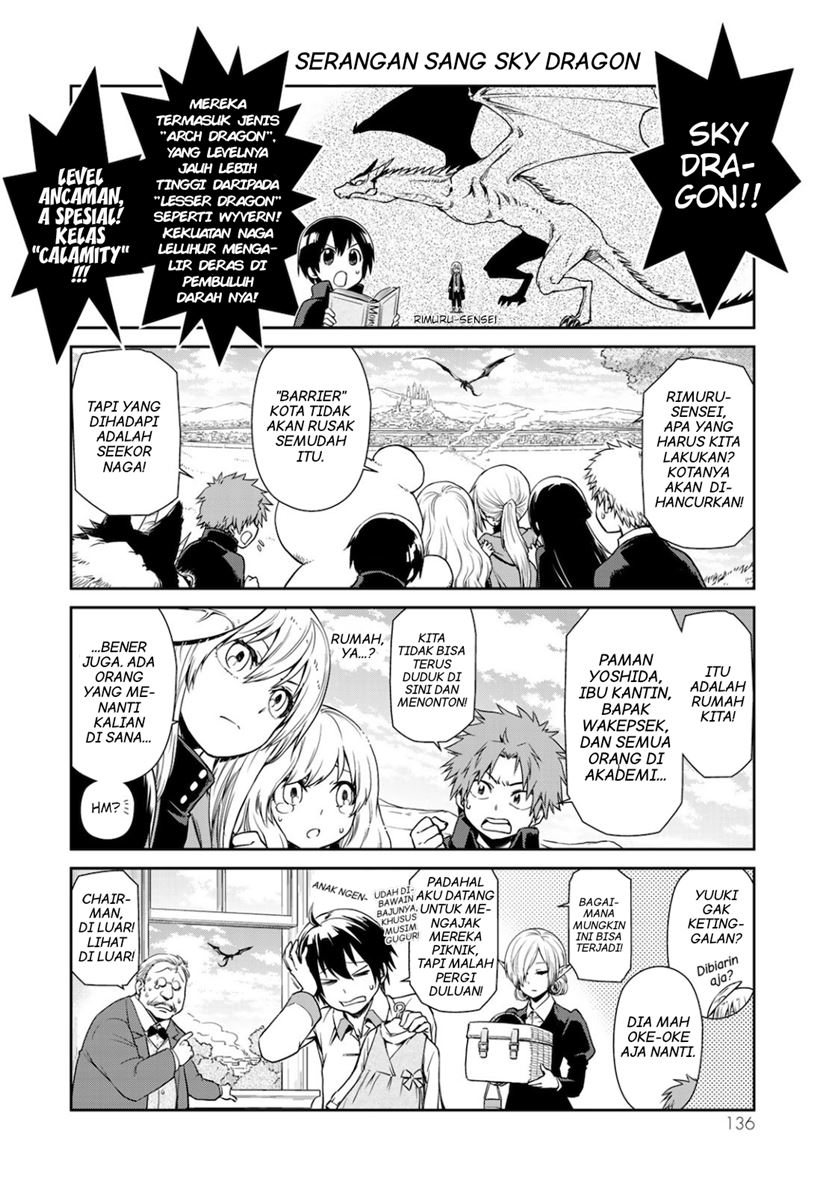 SERANGAN SANG SKY DRAGON
SKY
DRA-
GON!!
MEREKA
TERMASUK JENIS
"ARCH DRAGON",
YANG LEVELNYA
JAUH LEBIH
TINGGI DARIPADA
"LESSER DRAGON"
SEPERTI WYVERN!
KEKUATAN NAGA
LELUHUR MENGA-
LIR DERAS DI
PEMBULUH
DARAH NYA!
LEVEL
ANCAMAN,
A SPESIAL!
KELAS
"CALAMITY"
!!!
RIMURU-SENSEI
RIMURU-
SENSEI,
APA YANG
HARUS KITA
LAKUKAN?
KOTANYA
AKAN DI-
HANCURKAN!
"BARRIER"
KOTA TIDAK
AKAN RUSAK
SEMUDAH
ITU.
TAPI YANG
DIHADAPI
ADALAH
SEEKOR
NAGA!
ITU
ADALAH
RUMAH
KITA!
PAMAN
YOSHIDA,
IBU KANTIN,
BAPAK
WAKEPSEK,
DAN SEMUA
ORANG DI
AKADEMI...
KITA
TIDAK BISA
TERUS
DUDUK DI
SINI DAN
MENONTON!
RUMAH,
YA...?
...BENER
JUGA. ADA
ORANG
YANG ME-
NANTI
KALIAN
DI SANA...
HM?
YUUKI
GAK
KETING-
GALAN?
Dibiarin
aja?
DIA MAH
OKE-OKE
AJA NANTI.
BAGAI-
MANA
MUNGKIN
INI BISA
TERJADI!
PADAHAL
AKU DATANG
UNTUK ME-
NGAJAK
MEREKA
PIKNIK,
TAPI MALAH
PERGI
DULUAN!
UDAH DI-
BAWAIN
BAJUNYA,
KHUSUS
MUSIM
GUGUR!
ANAK NGEN-
CHAIR-
MAN,
DI LUAR!
LIHAT
DI LUAR!
136